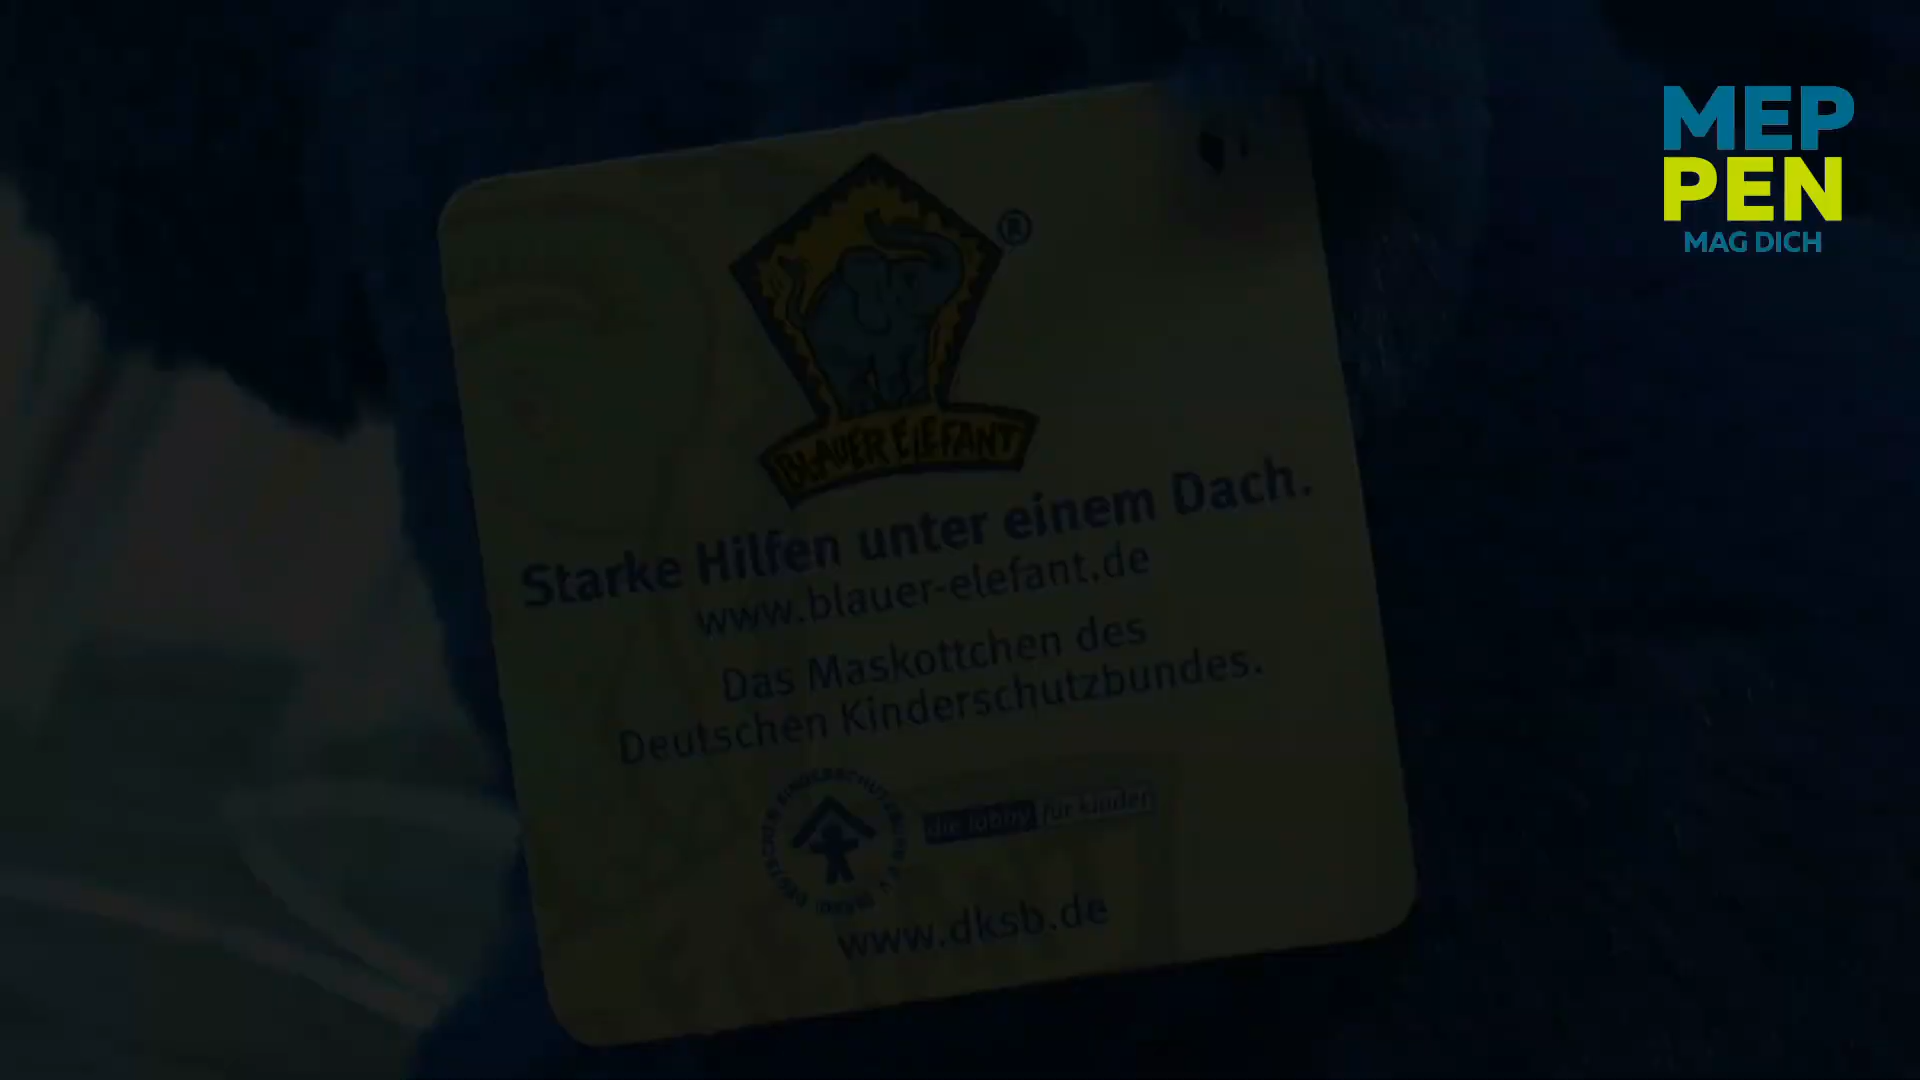 MEP
PEN
MAG DICH
®
BLAUER ELEFANT
Starke Hilfen unter einem Dach.
www.blauer-elefant.de
Das Maskottchen des
Deutschen Kinderschutzbundes.
die lobby für kinder
www.dksb.de